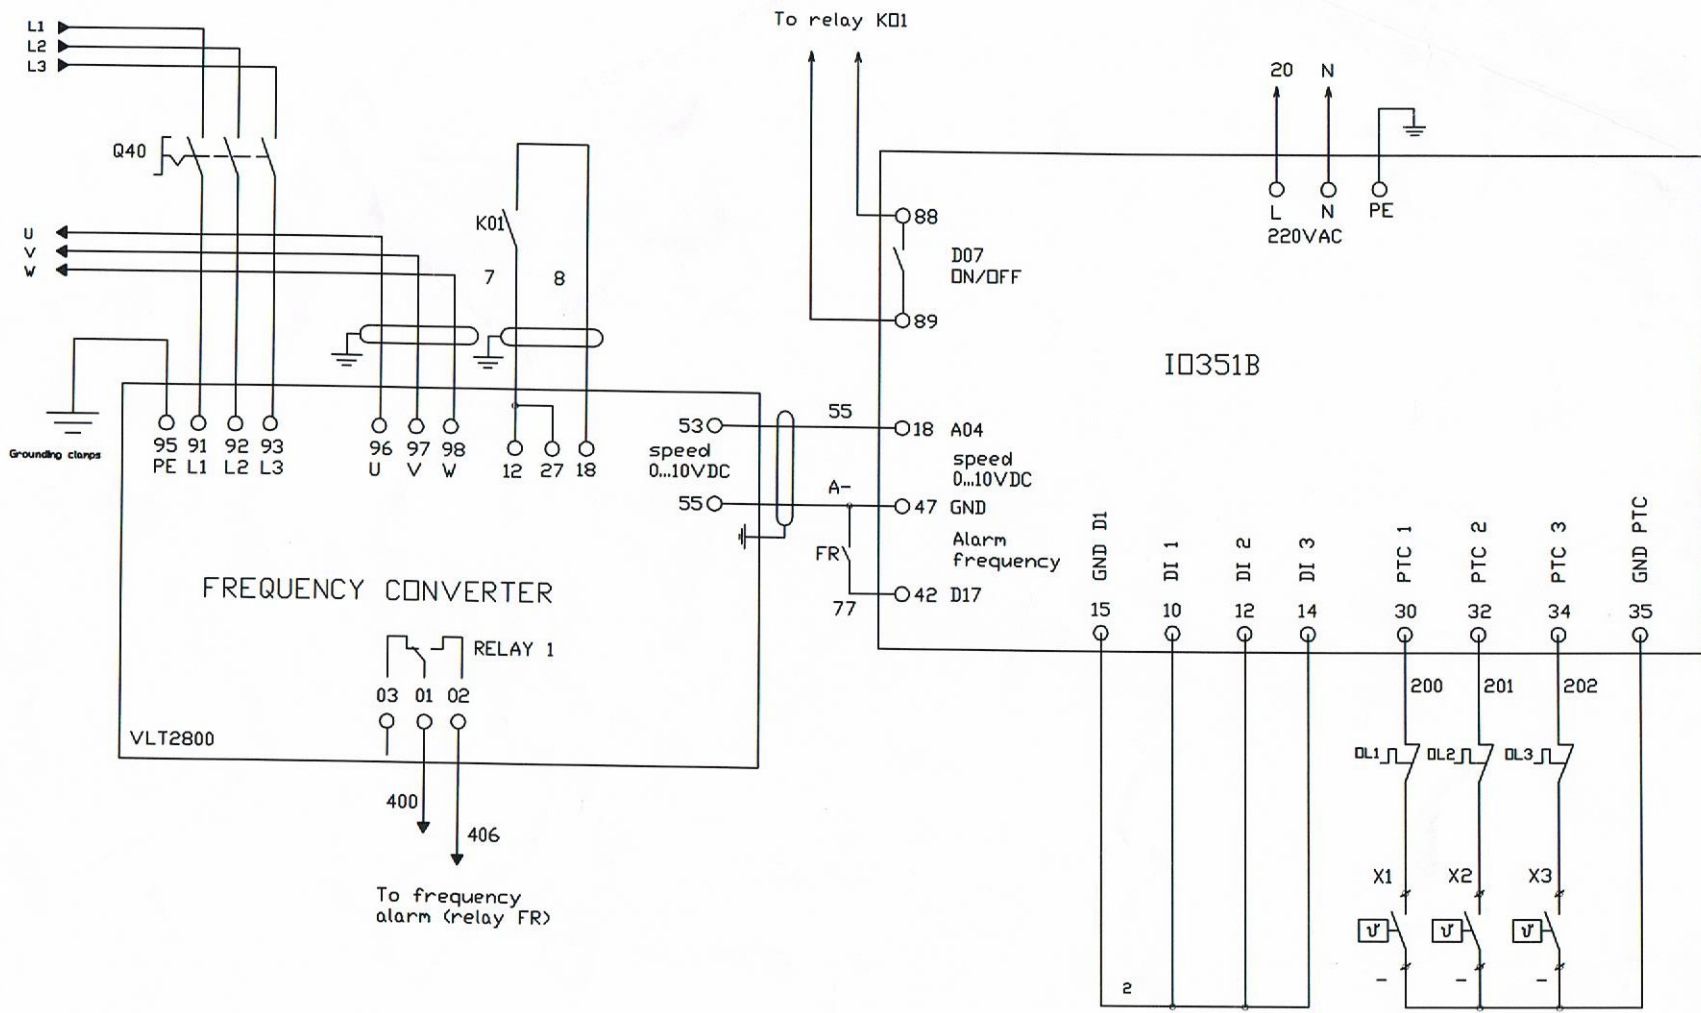 To relay K01
L1
L2
L3
20 N
Q40
L N PE
220VAC
U
V
W
K01
7 8
88
D07
ON/OFF
89
IO351B
Grounding clamps
95 91 92 93
PE L1 L2 L3
96 97 98
U V W
12 27 18
53
speed
0...10VDC
55
55
18 A04
speed
0...10VDC
A-
47 GND
Alarm
frequency
FR
77
42 D17
FREQUENCY CONVERTER
RELAY 1
03 01 02
VLT2800
400
406
To frequency
alarm (relay FR)
GND D1
DI 1
DI 2
DI 3
PTC 1
PTC 2
PTC 3
GND PTC
15 10 12 14 30 32 34 35
200 201 202
OL1 OL2 OL3
X1 X2 X3
ϑ ϑ ϑ
- - -
2